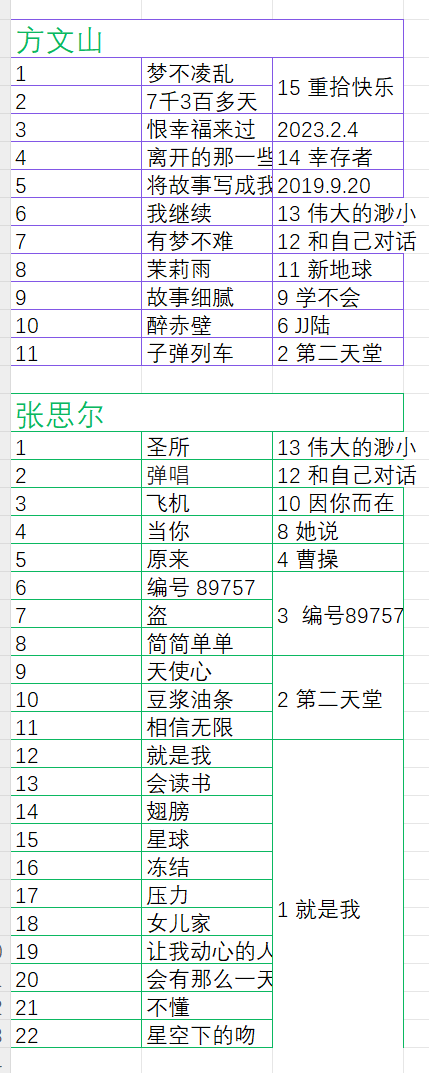 方文山
1 梦不凌乱 15 重拾快乐
2 7千3百多天
3 恨幸福来过 2023.2.4
4 离开的那一些 14 幸存者
5 将故事写成我 2019.9.20
6 我继续 13 伟大的渺小
7 有梦不难 12 和自己对话
8 茉莉雨 11 新地球
9 故事细腻 9 学不会
10 醉赤壁 6 JJ陆
11 子弹列车 2 第二天堂
张思尔
1 圣所 13 伟大的渺小
2 弹唱 12 和自己对话
3 飞机 10 因你而在
4 当你 8 她说
5 原来 4 曹操
6 编号 89757
7 盗 3 编号89757
8 简简单单
9 天使心
10 豆浆油条 2 第二天堂
11 相信无限
12 就是我
13 会读书
14 翅膀
15 星球
16 冻结
17 压力 1 就是我
18 女儿家
19 让我动心的人
20 会有那么一天
21 不懂
22 星空下的吻